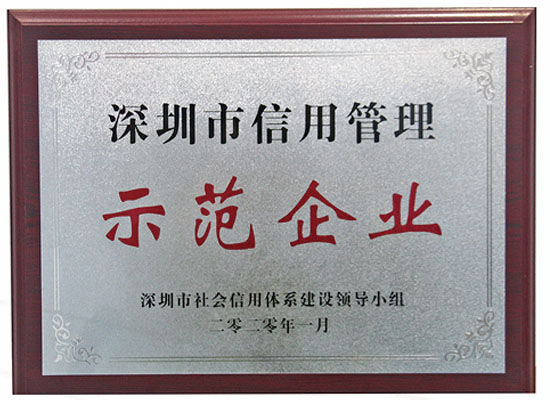 深圳市信用管理
示范企业
深圳市社会信用体系建设领导小组
二零二零年一月